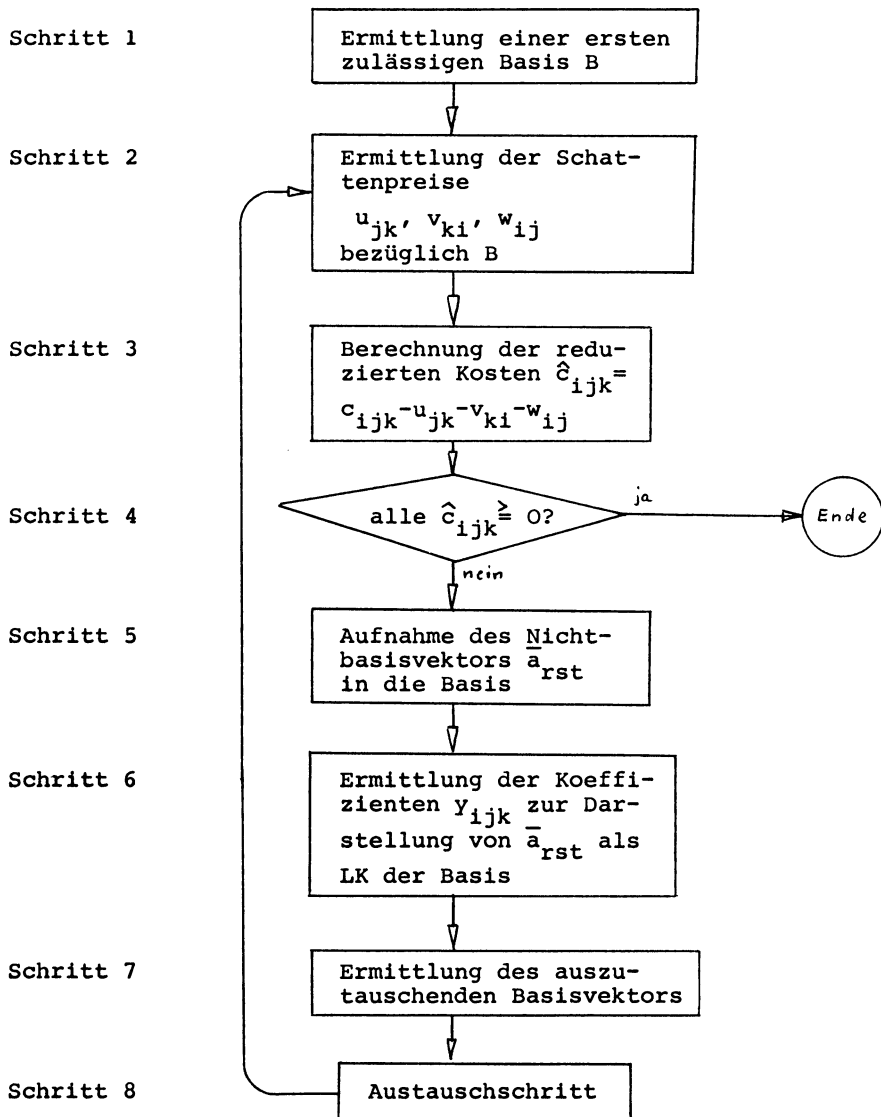 Schritt 1
Ermittlung einer ersten
zulässigen Basis B
Schritt 2
Ermittlung der Schat-
tenpreise
u_jk, v_ki, w_ij
bezüglich B
Schritt 3
Berechnung der redu-
zierten Kosten ĉ_ijk=
c_ijk-u_jk-v_ki-w_ij
Schritt 4
alle ĉ_ijk ≧ 0?
ja
Ende
nein
Schritt 5
Aufnahme des Nicht-
basisvektors a̅_rst
in die Basis
Schritt 6
Ermittlung der Koeffi-
zienten y_ijk zur Dar-
stellung von a̅_rst als
LK der Basis
Schritt 7
Ermittlung des auszu-
tauschenden Basisvektors
Schritt 8
Austauschschritt